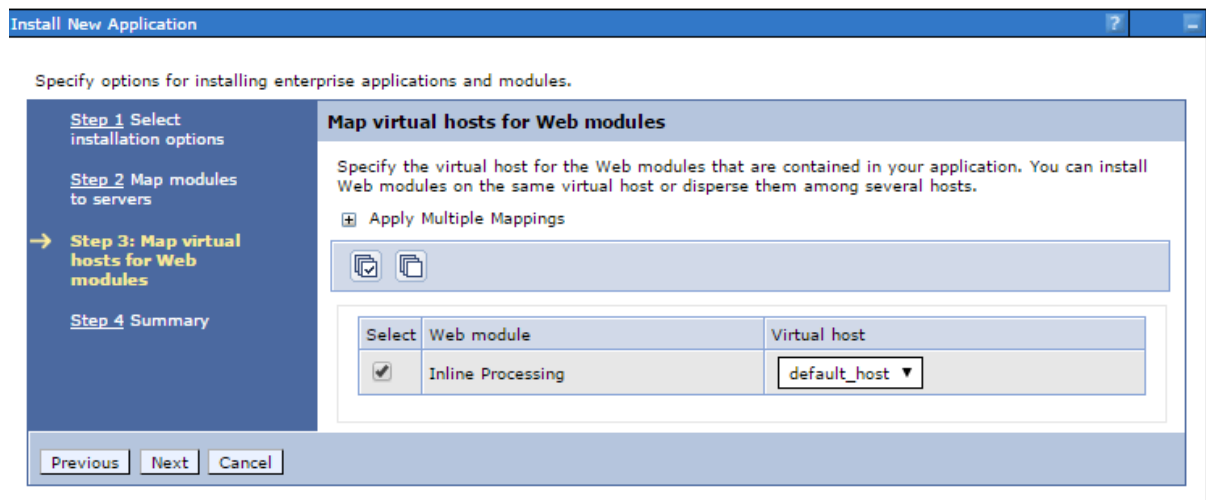 Install New Application
?
Specify options for installing enterprise applications and modules.
Step 1 Select
installation options
Step 2 Map modules
to servers
Step 3: Map virtual
hosts for Web
modules
Step 4 Summary
Map virtual hosts for Web modules
Specify the virtual host for the Web modules that are contained in your application. You can install
Web modules on the same virtual host or disperse them among several hosts.
Apply Multiple Mappings
Select Web module Virtual host
Inline Processing default_host
Previous Next Cancel